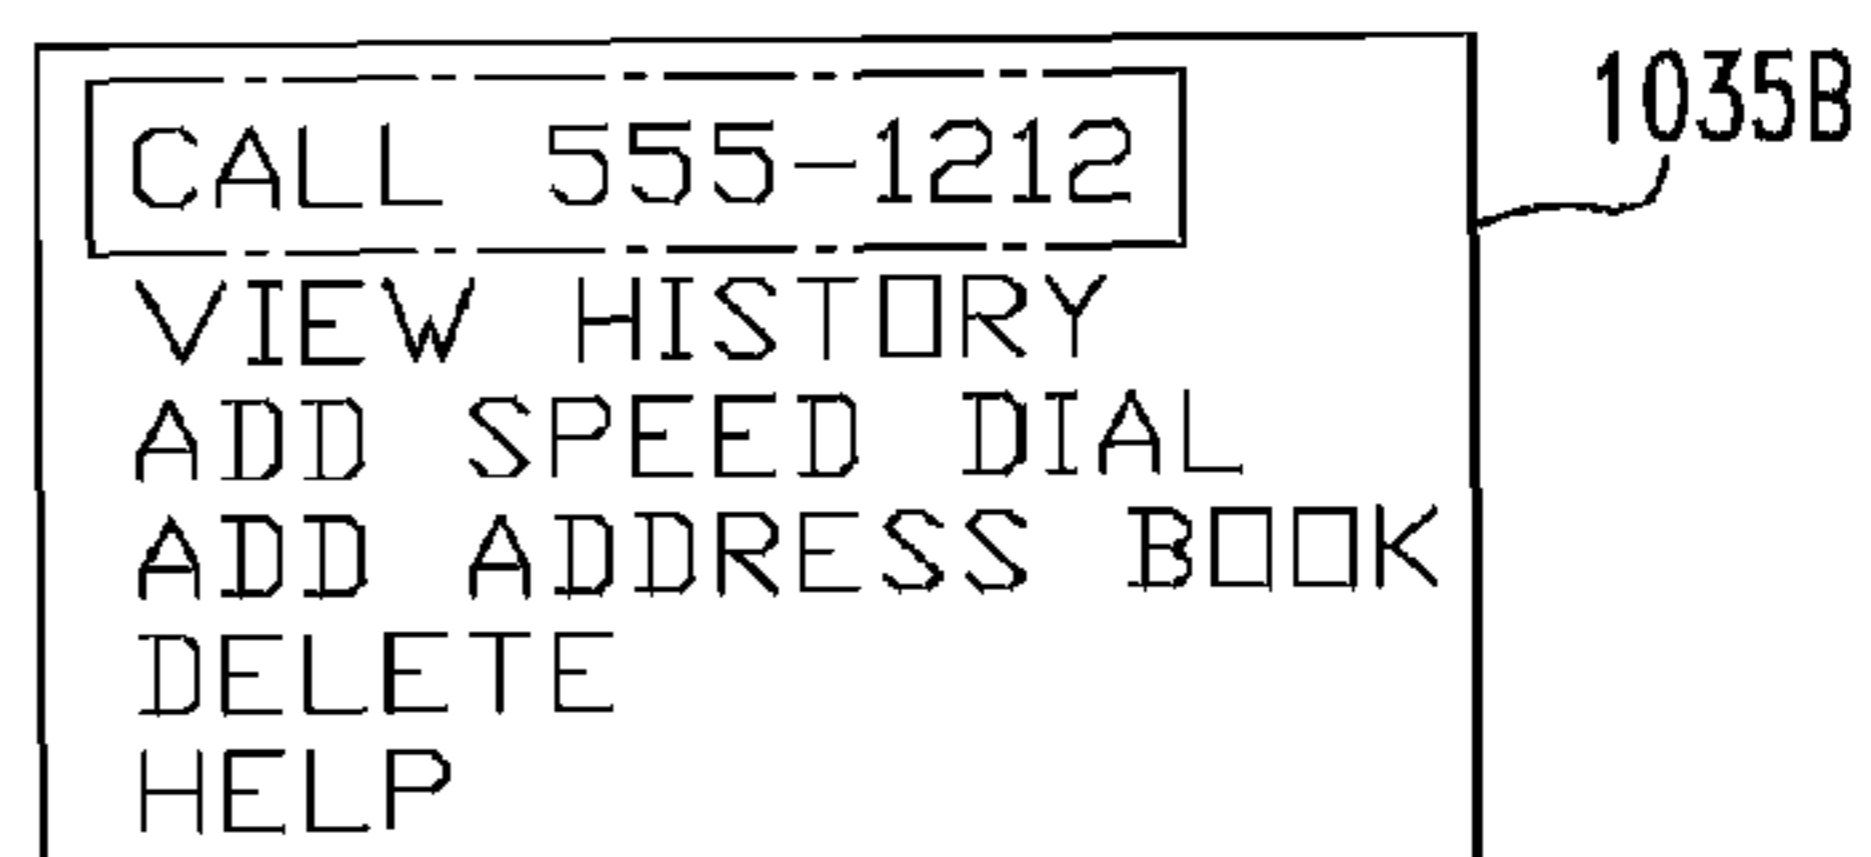 CALL 555-1212
VIEW HISTORY
ADD SPEED DIAL
ADD ADDRESS BOOK
DELETE
HELP
1035B